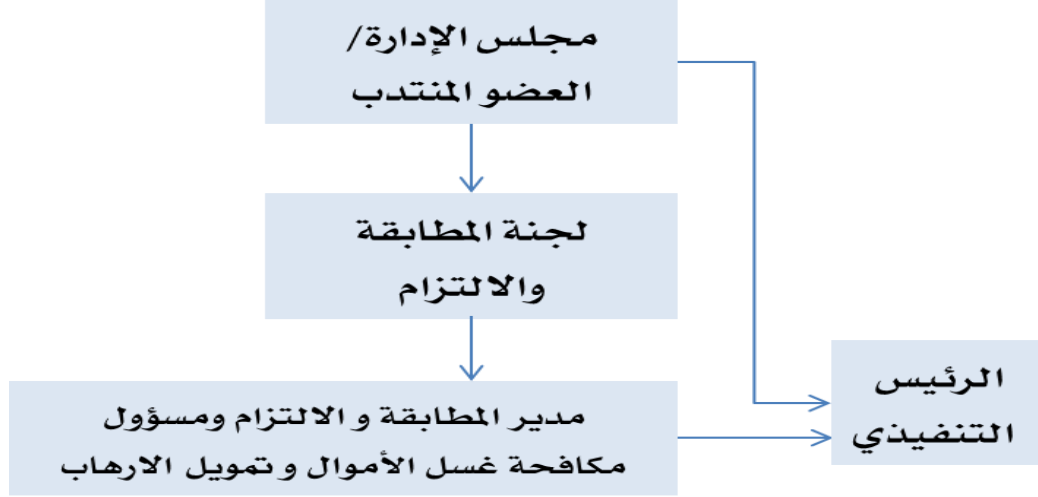 مجلس الإدارة/
العضو المنتدب
لجنة المطابقة
والالتزام
مدير المطابقة و الالتزام ومسؤول
مكافحة غسل الأموال و تمويل الارهاب
الرئيس
التنفيذي